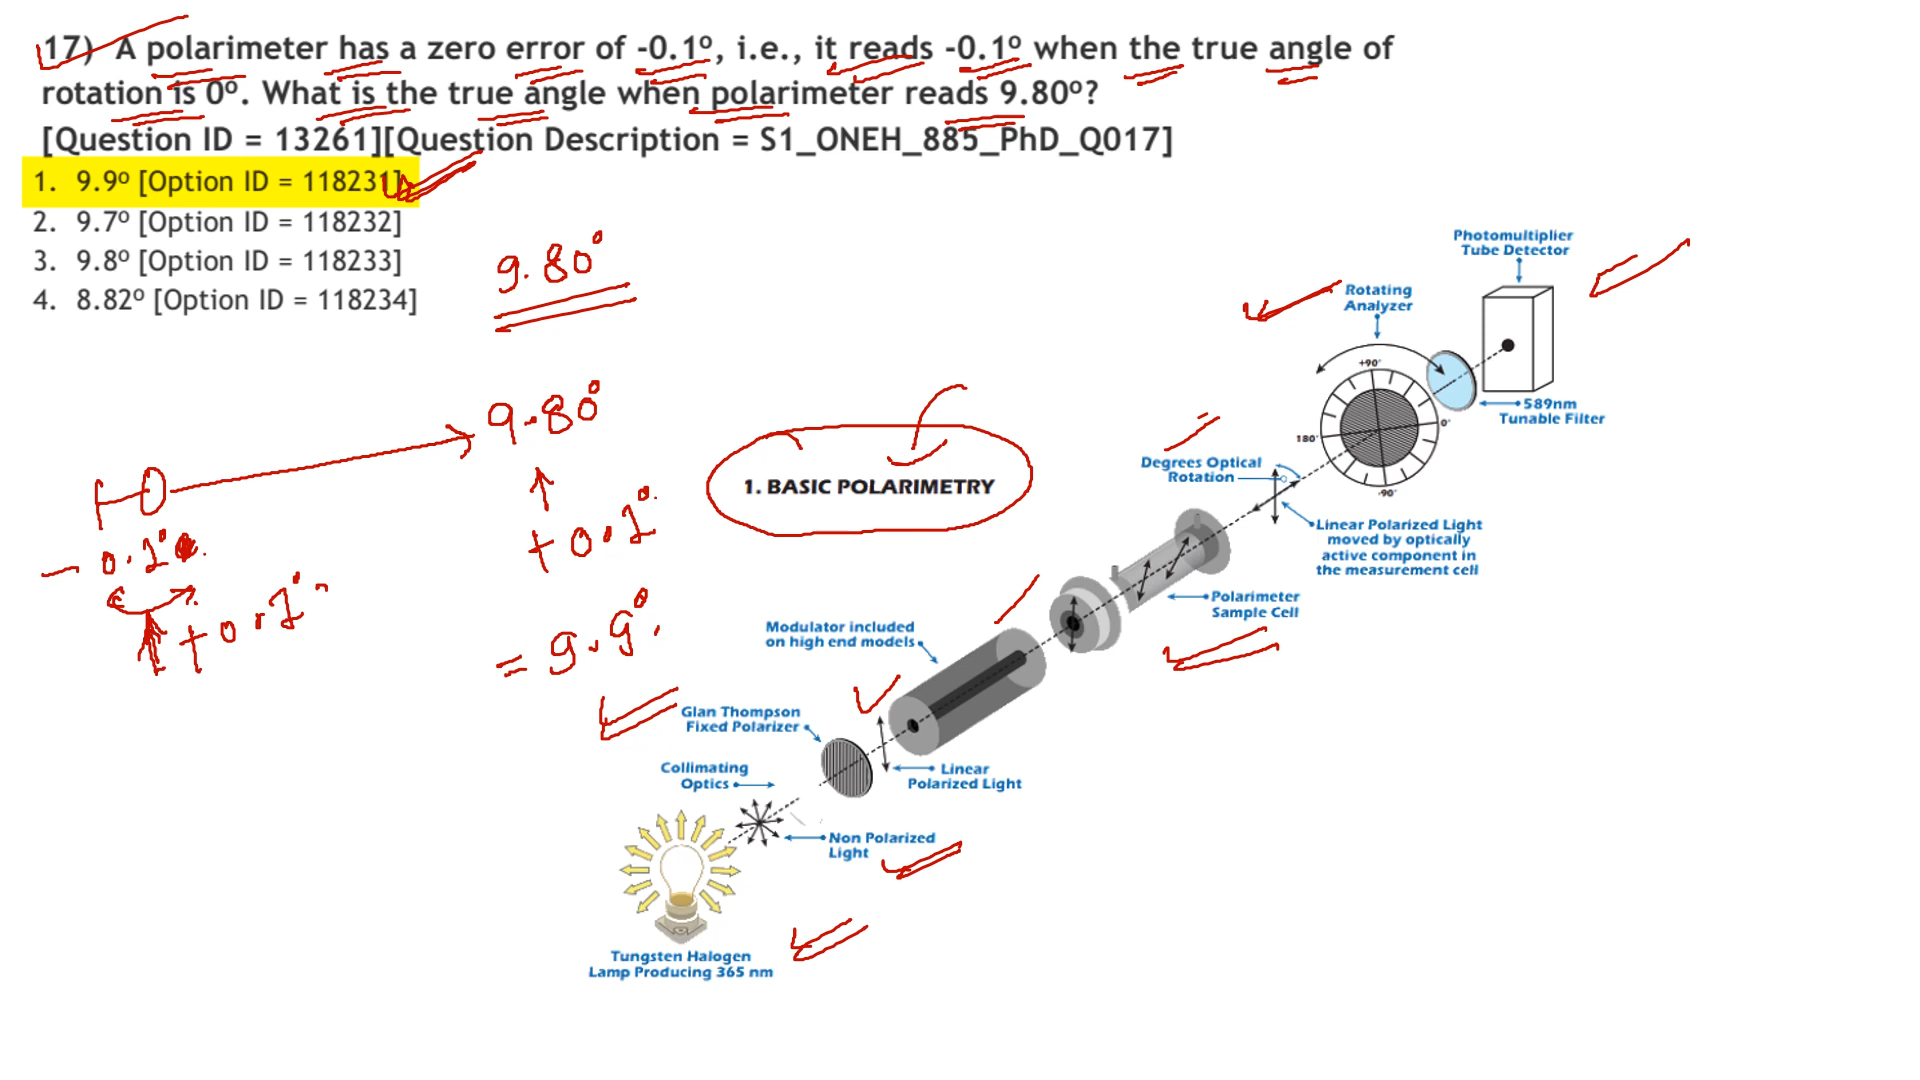 17) A polarimeter has a zero error of -0.1º, i.e., it reads -0.1º when the true angle of
rotation is 0º. What is the true angle when polarimeter reads 9.80º?
[Question ID = 13261][Question Description = S1_ONEH_885_PhD_Q017]
1. 9.9º [Option ID = 118231]
2. 9.7º [Option ID = 118232]
3. 9.8º [Option ID = 118233]
4. 8.82º [Option ID = 118234]
9.80°
0
9.80°
- 0.1°
+0.1°
+0.1°
= 9.9°
1. BASIC POLARIMETRY
Photomultiplier
Tube Detector
Rotating
Analyzer
+90°
0°
180°
-90°
589nm
Tunable Filter
Degrees Optical
Rotation
Linear Polarized Light
moved by optically
active component in
the measurement cell
Polarimeter
Sample Cell
Modulator included
on high end models
Glan Thompson
Fixed Polarizer
Linear
Polarized Light
Collimating
Optics
Non Polarized
Light
Tungsten Halogen
Lamp Producing 365 nm